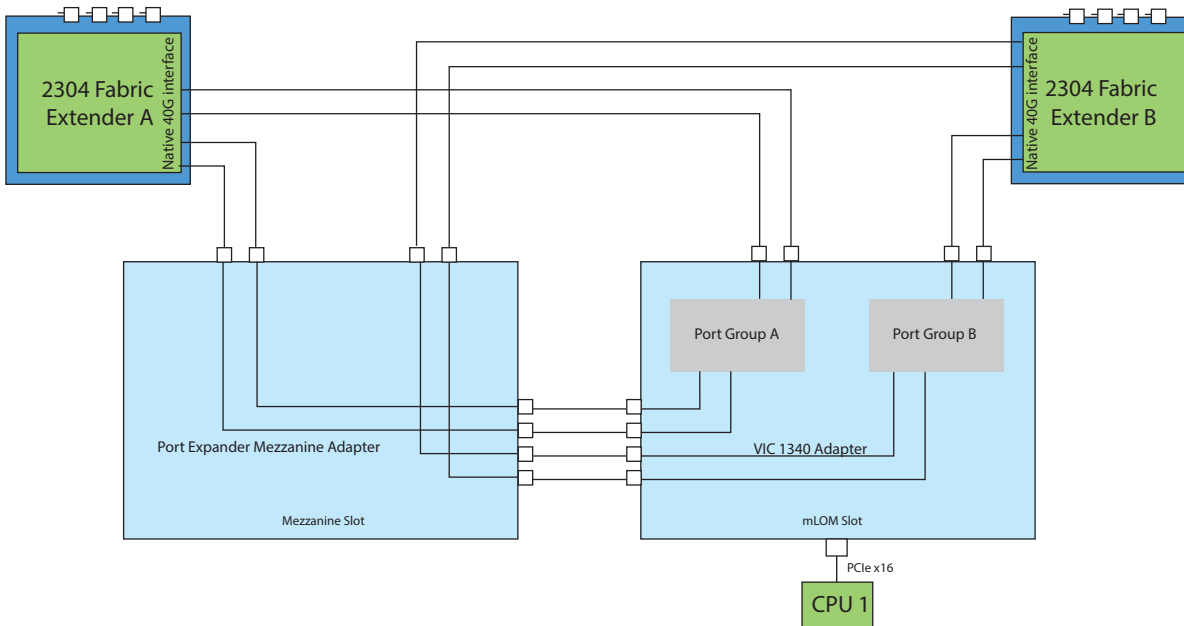 2304 Fabric
Extender A
Native 40G interface
Native 40G interface
2304 Fabric
Extender B
Port Group A
Port Group B
Port Expander Mezzanine Adapter
VIC 1340 Adapter
Mezzanine Slot
mLOM Slot
PCIe x16
CPU 1